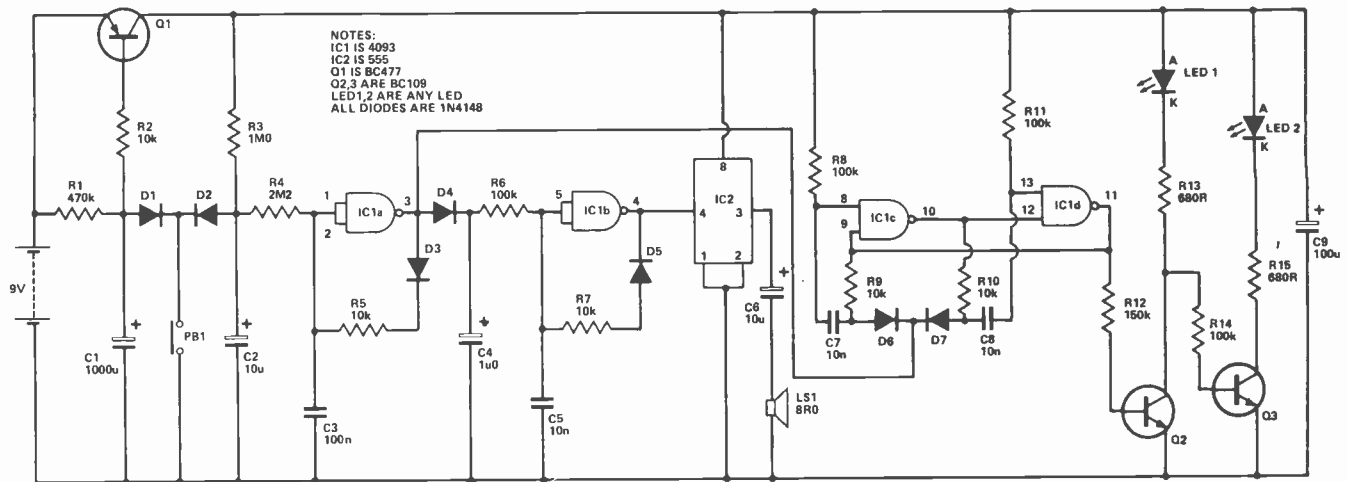 Q1
NOTES:
IC1 IS 4093
IC2 IS 555
Q1 IS BC477
Q2,3 ARE BC109
LED1,2 ARE ANY LED
ALL DIODES ARE 1N4148
R2
10k
R3
1M0
R1
470k
D1
D2
R4
2M2
1
2
IC1a
3
D4
R6
100k
5
IC1b
4
D3
D5
R5
10k
R7
10k
8
IC2
4
3
1
2
R8
100k
R11
100k
8
9
IC1c
10
13
12
IC1d
11
R9
10k
R10
10k
C7
10n
D6
D7
C8
10n
A
LED 1
K
A
LED 2
K
R13
680R
R15
680R
R12
150k
R14
100k
+
C9
100u
9V
+
C1
1000u
PB1
+
C2
10u
C3
100n
+
C4
1u0
C5
10n
+
C6
10u
LS1
8R0
Q2
Q3